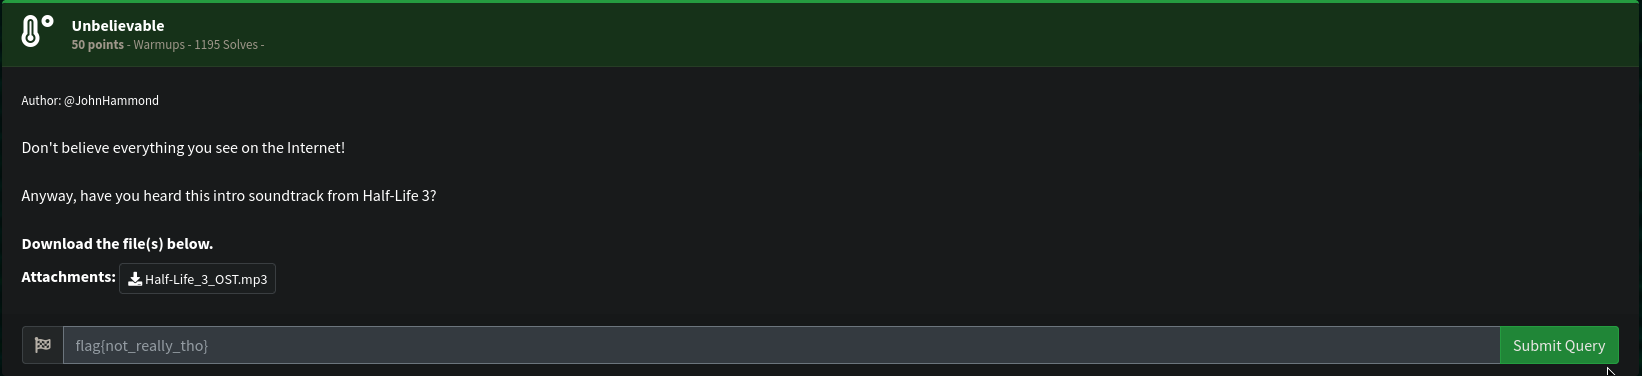 Unbelievable
50 points - Warmups - 1195 Solves -
Author: @JohnHammond
Don't believe everything you see on the Internet!
Anyway, have you heard this intro soundtrack from Half-Life 3?
Download the file(s) below.
Attachments: Half-Life_3_OST.mp3
flag{not_really_tho} Submit Query